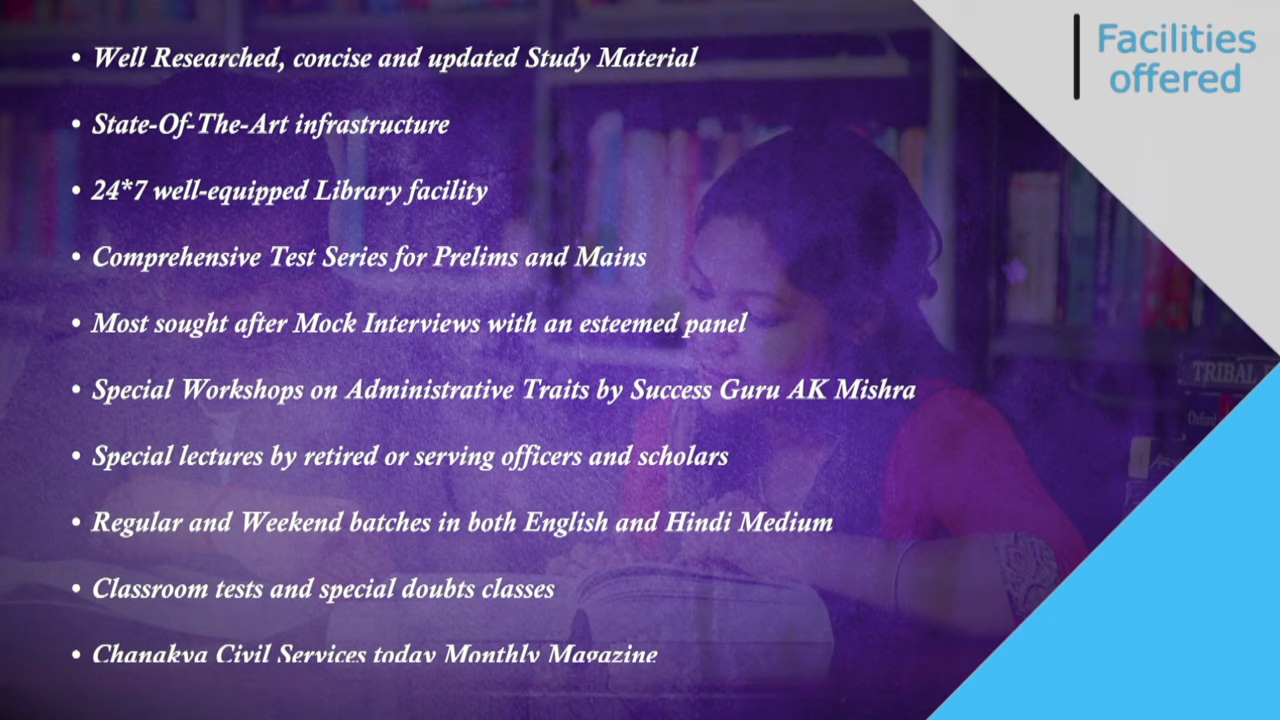 Facilities
offered
• Well Researched, concise and updated Study Material
• State-Of-The-Art infrastructure
• 24*7 well-equipped Library facility
• Comprehensive Test Series for Prelims and Mains
• Most sought after Mock Interviews with an esteemed panel
• Special Workshops on Administrative Traits by Success Guru AK Mishra
• Special lectures by retired or serving officers and scholars
• Regular and Weekend batches in both English and Hindi Medium
• Classroom tests and special doubts classes
• Chanakya Civil Services today Monthly Magazine
TRIBAL